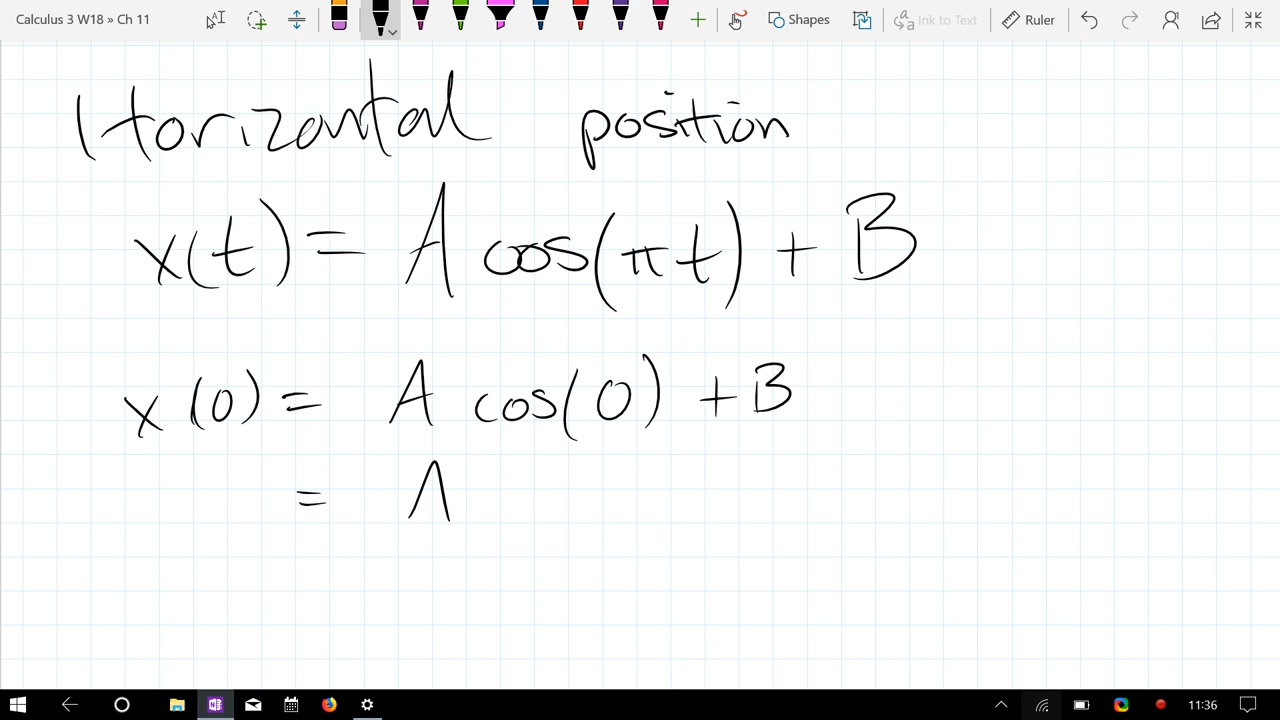 Calculus 3 W18 » Ch 11
Shapes
Ink to Text
Ruler
Horizontal position
x(t) = A cos(πt) + B
x(0) = A cos(0) + B
= Λ
11:36